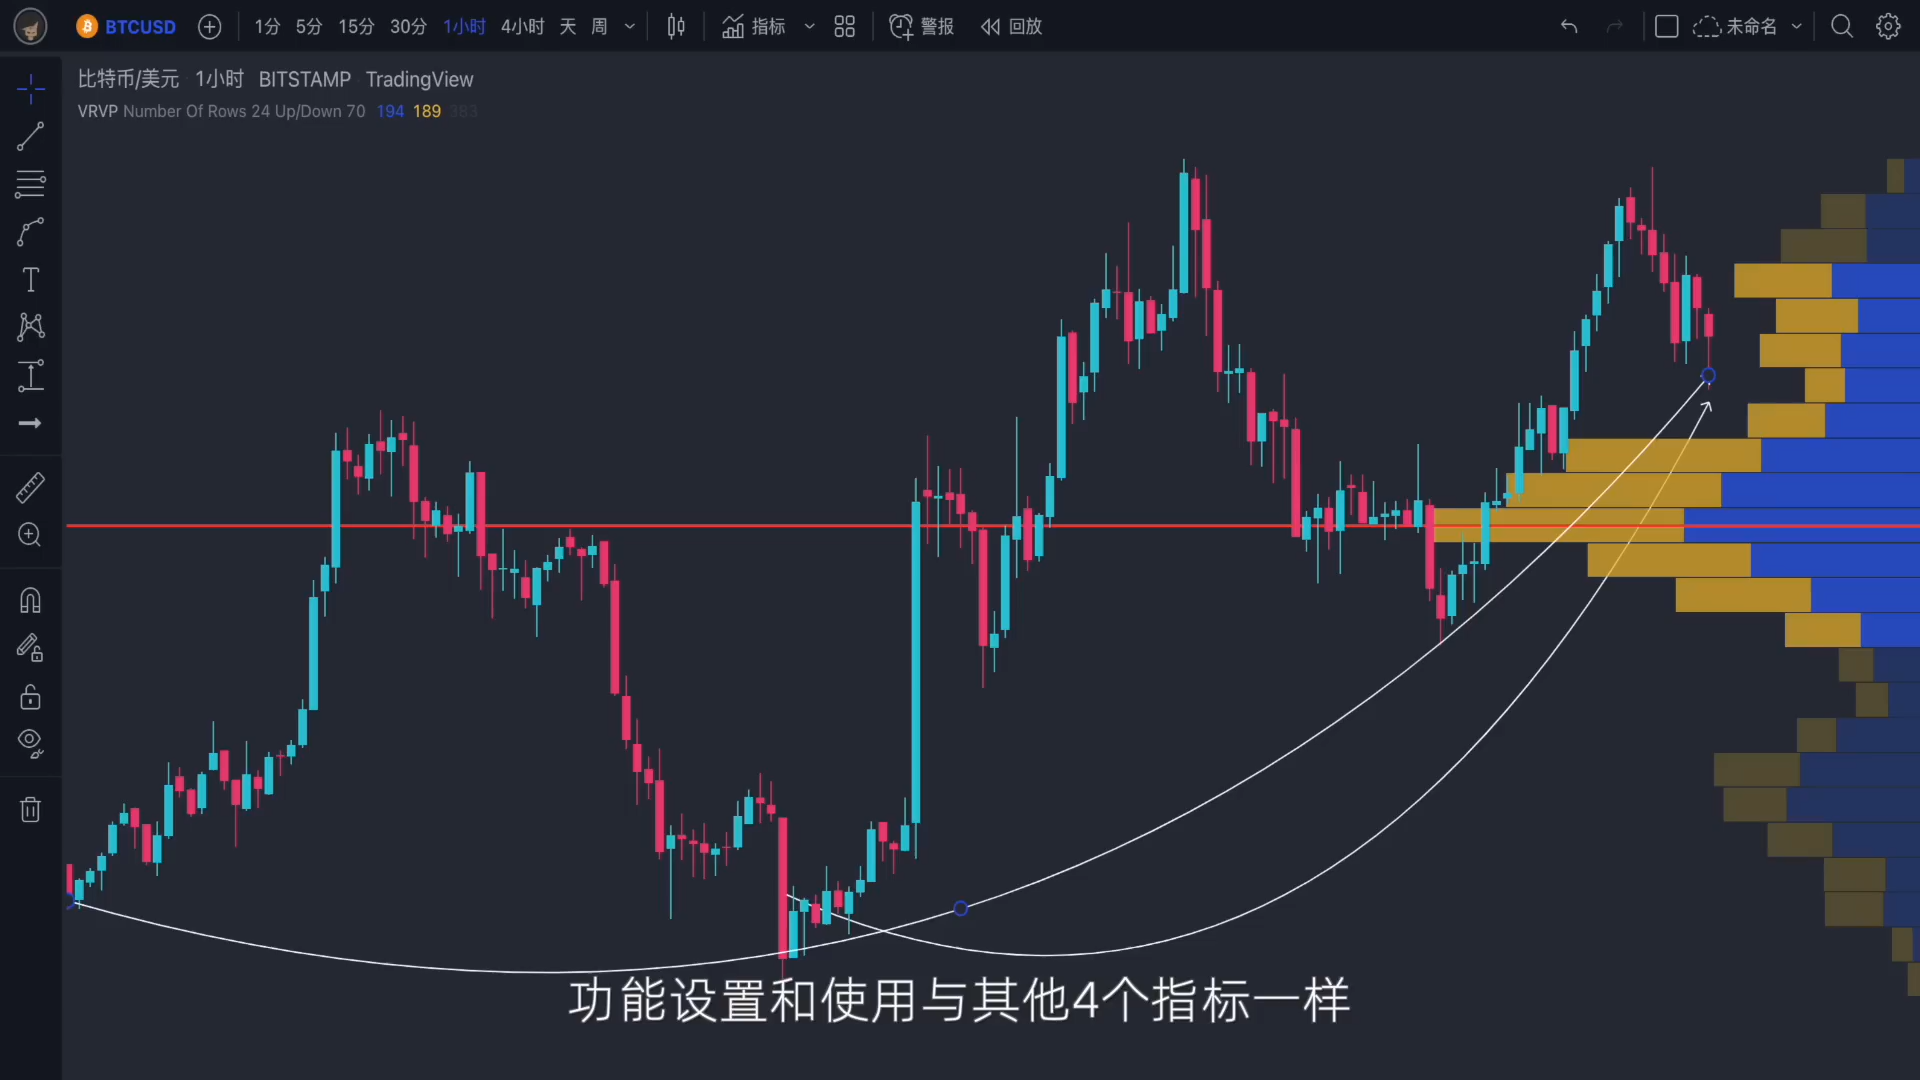 BTCUSD 1分 5分 15分 30分 1小时 4小时 天 周 指标 警报 回放 未命名
比特币/美元 1小时 BITSTAMP TradingView
VRVP Number Of Rows 24 Up/Down 70 194 189 383
功能设置和使用与其他4个指标一样